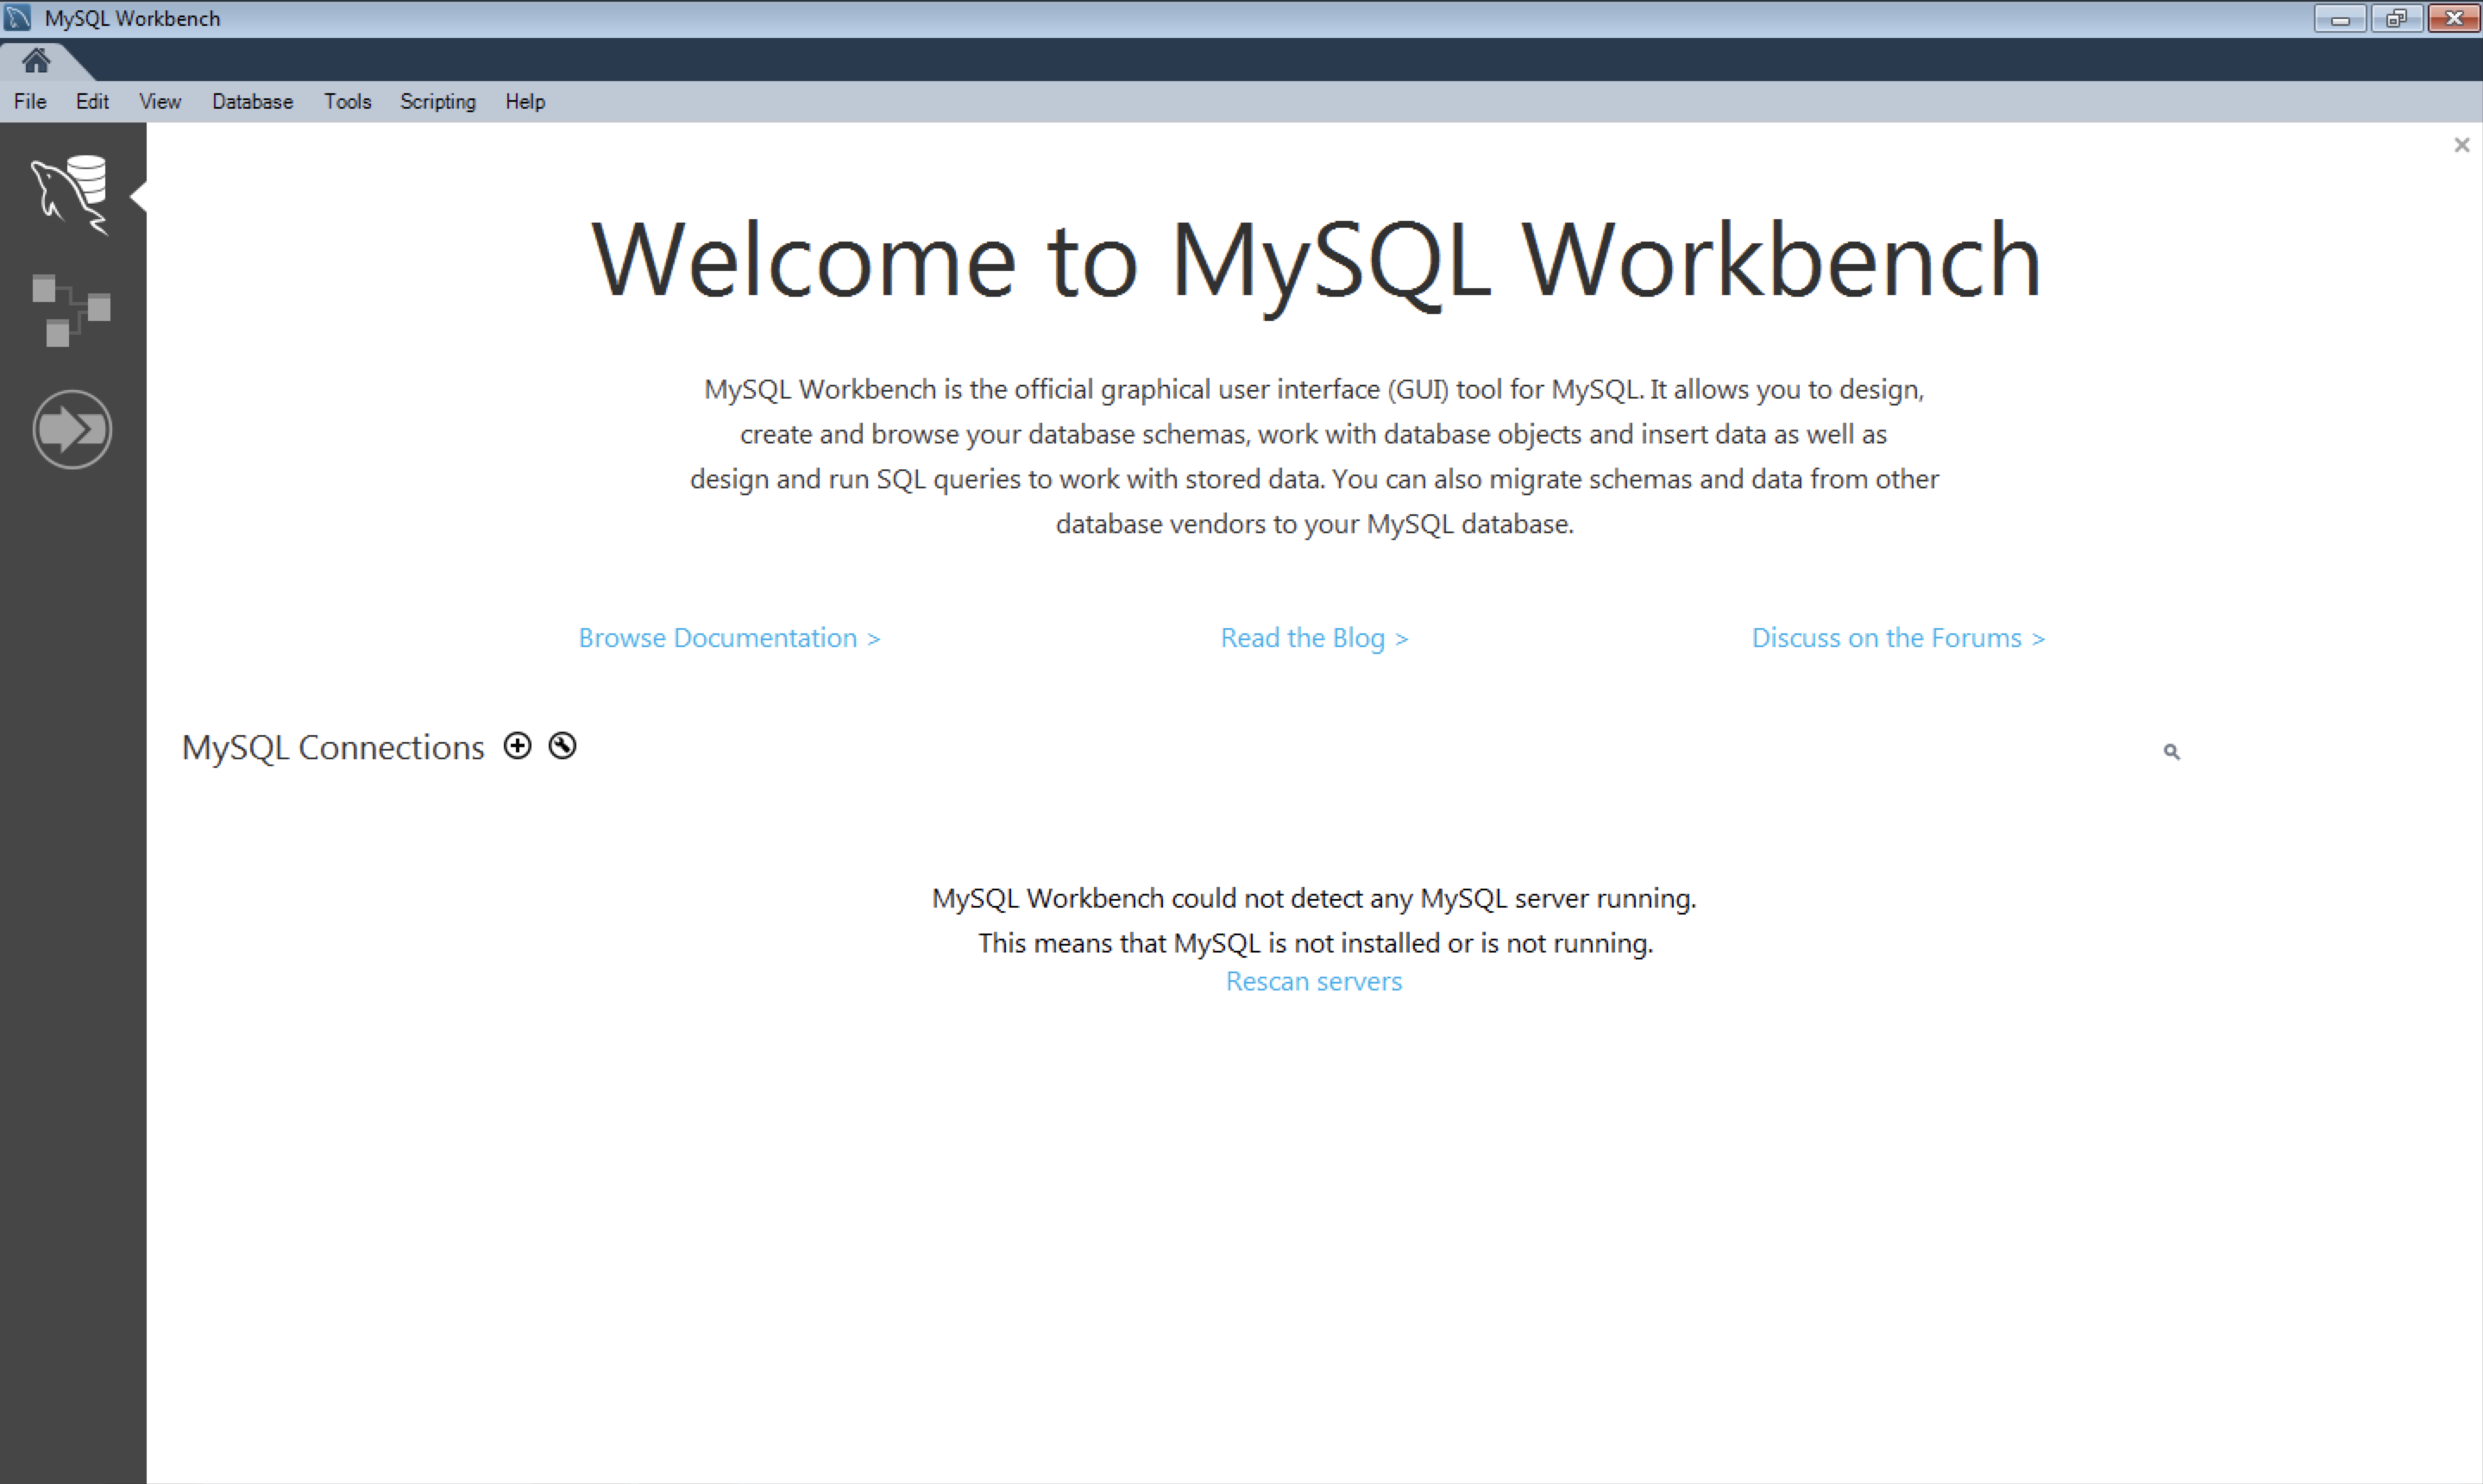 MySQL Workbench
File Edit View Database Tools Scripting Help
Welcome to MySQL Workbench
MySQL Workbench is the official graphical user interface (GUI) tool for MySQL. It allows you to design,
create and browse your database schemas, work with database objects and insert data as well as
design and run SQL queries to work with stored data. You can also migrate schemas and data from other
database vendors to your MySQL database.
Browse Documentation > Read the Blog > Discuss on the Forums >
MySQL Connections
MySQL Workbench could not detect any MySQL server running.
This means that MySQL is not installed or is not running.
Rescan servers